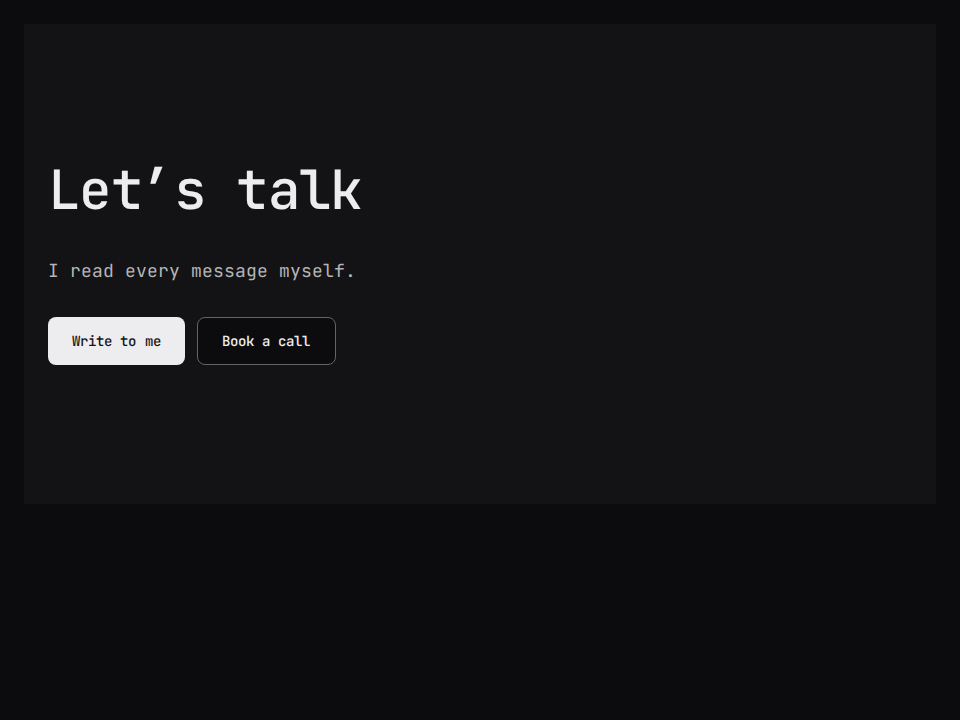 Let’s talk
I read every message myself.
Write to me
Book a call